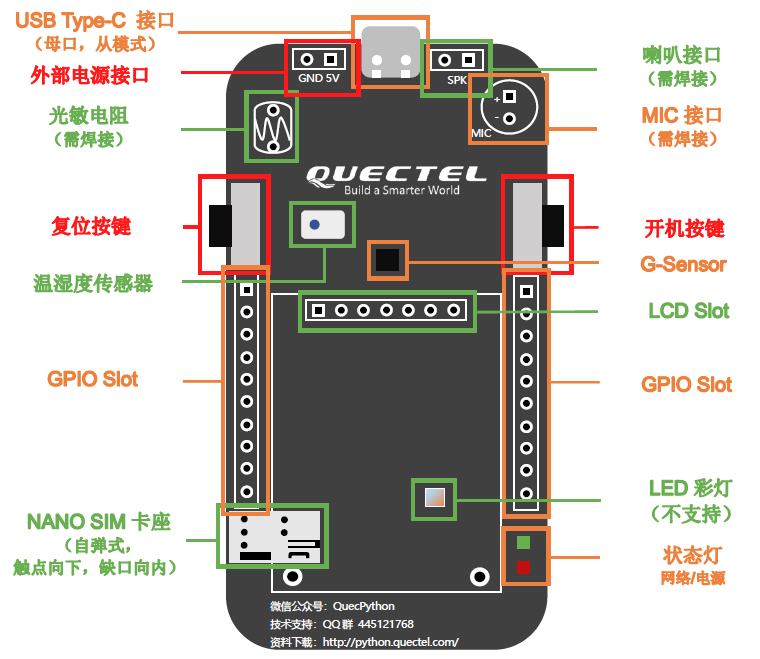 USB Type-C 接口
（母口，从模式）
外部电源接口
光敏电阻
（需焊接）
复位按键
温湿度传感器
GPIO Slot
NANO SIM 卡座
（自弹式，
触点向下，缺口向内）
GND 5V
SPK
+
-
MIC
QUECTEL
Build a Smarter World
喇叭接口
（需焊接）
MIC 接口
（需焊接）
开机按键
G-Sensor
LCD Slot
GPIO Slot
LED 彩灯
（不支持）
状态灯
网络/电源
微信公众号：QuecPython
技术支持：QQ群 445121768
资料下载：http://python.quectel.com/